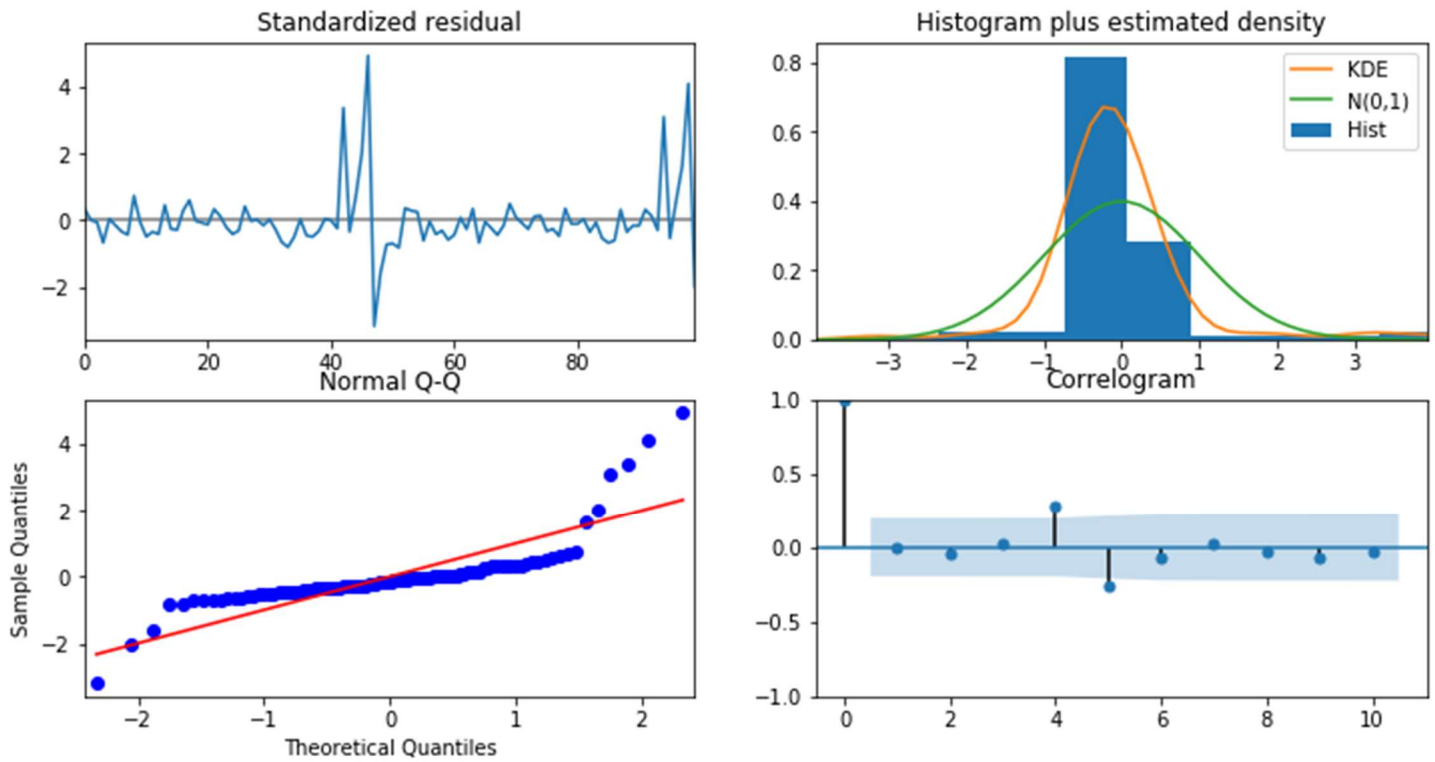 Standardized residual
4
2
0
−2
0 20 40 60 80
Histogram plus estimated density
0.8
0.6
0.4
0.2
0.0
−3 −2 −1 0 1 2 3
KDE
N(0,1)
Hist
Normal Q-Q
Sample Quantiles
4
2
0
−2
−2 −1 0 1 2
Theoretical Quantiles
Correlogram
1.0
0.5
0.0
−0.5
−1.0
0 2 4 6 8 10